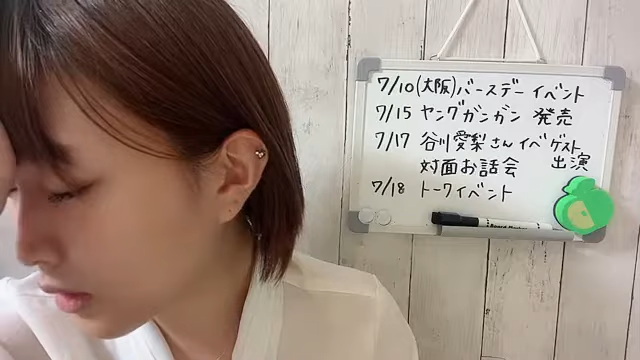 7/10(大阪)バースデーイベント
7/15 ヤングガンガン 発売
7/17 谷川愛梨さんイベゲスト
対面お話会 出演
7/18 トークイベント
Board Marker